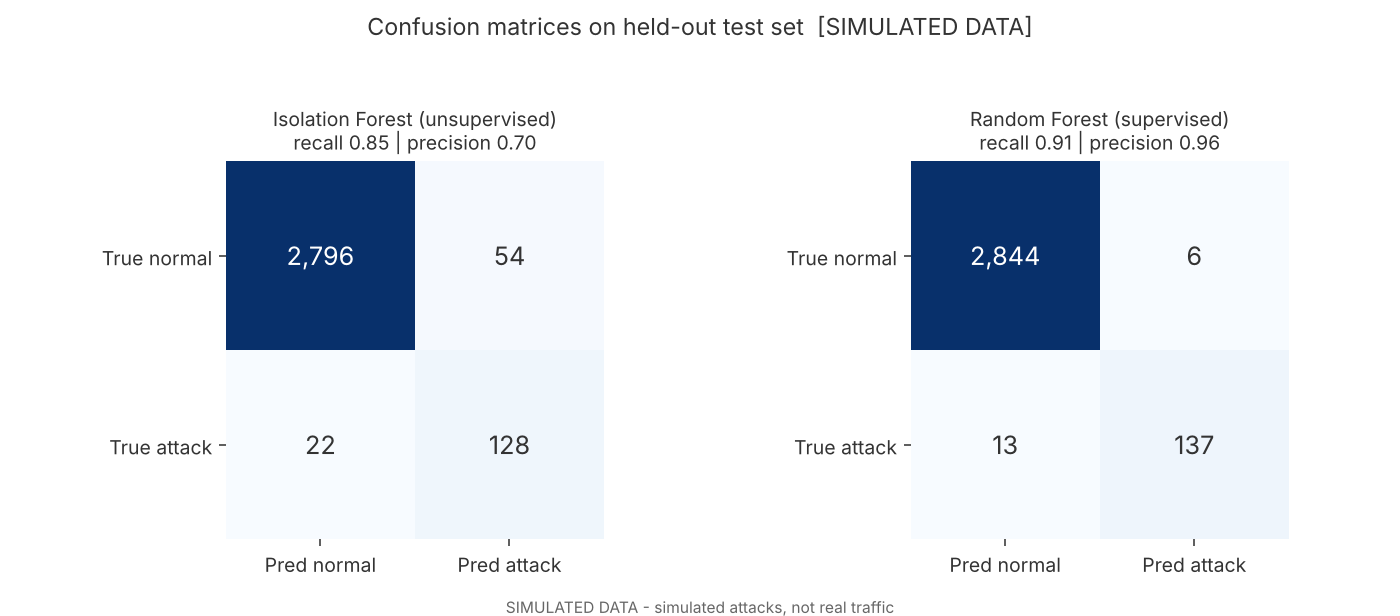 Confusion matrices on held-out test set [SIMULATED DATA]
Isolation Forest (unsupervised)
recall 0.85 | precision 0.70
True normal
2,796
54
True attack
22
128
Pred normal
Pred attack
Random Forest (supervised)
recall 0.91 | precision 0.96
True normal
2,844
6
True attack
13
137
Pred normal
Pred attack
SIMULATED DATA - simulated attacks, not real traffic